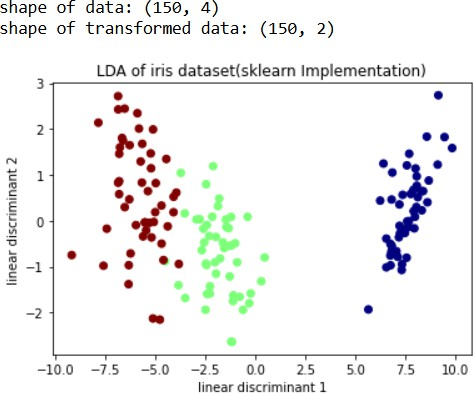 shape of data: (150, 4)
shape of transformed data: (150, 2)
LDA of iris dataset(sklearn Implementation)
3
2
1
0
−1
−2
linear discriminant 2
−10.0 −7.5 −5.0 −2.5 0.0 2.5 5.0 7.5 10.0
linear discriminant 1